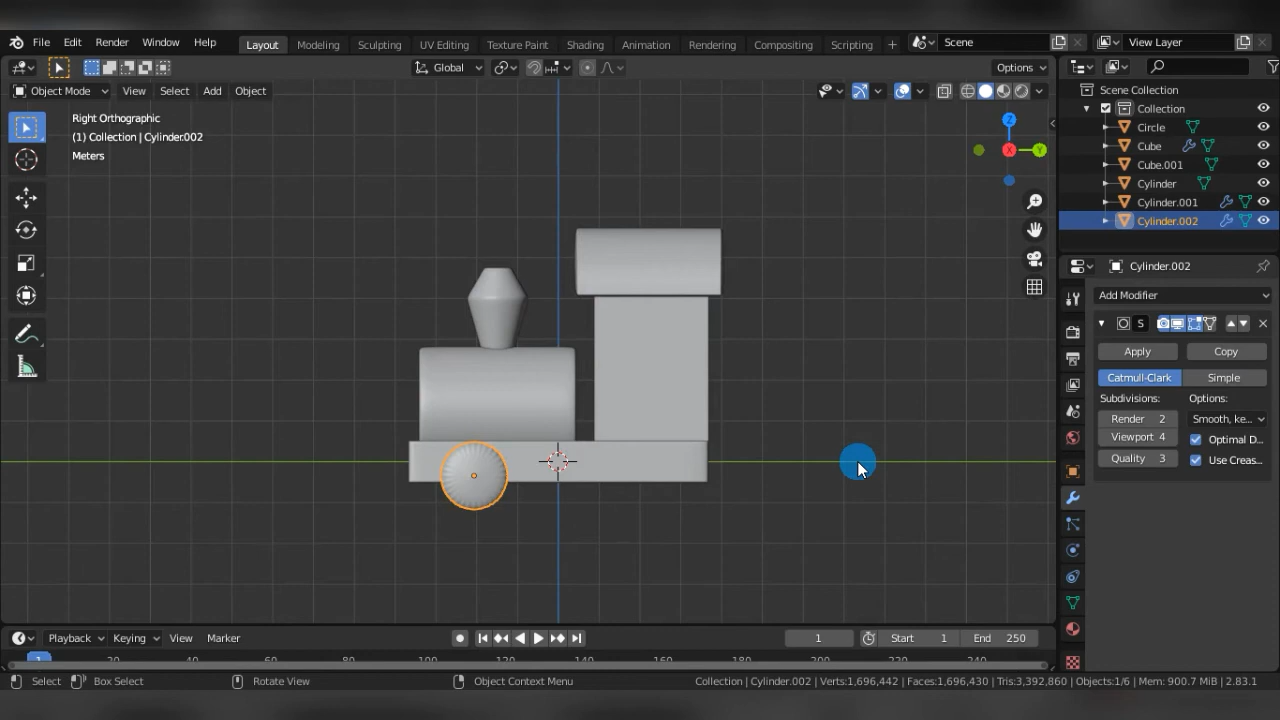 File Edit Render Window Help Layout Modeling Sculpting UV Editing Texture Paint Shading Animation Rendering Compositing Scripting + Scene View Layer
Global Options
Object Mode View Select Add Object
Right Orthographic
(1) Collection | Cylinder.002
Meters
Z
X
Y
Scene Collection
Collection
Circle
Cube
Cube.001
Cylinder
Cylinder.001
Cylinder.002
Cylinder.002
Add Modifier
S
Apply Copy
Catmull-Clark Simple
Subdivisions: Options:
Render 2 Smooth, ke...
Viewport 4 Optimal D...
Quality 3 Use Creas...
Playback Keying View Marker 1 Start 1 End 250
1 20 40 60 80 100 120 140 160 180 200 220 240
Select Box Select Rotate View Object Context Menu Collection | Cylinder.002 | Verts:1,696,442 | Faces:1,696,430 | Tris:3,392,860 | Objects:1/6 | Mem: 900.7 MiB | 2.83.1